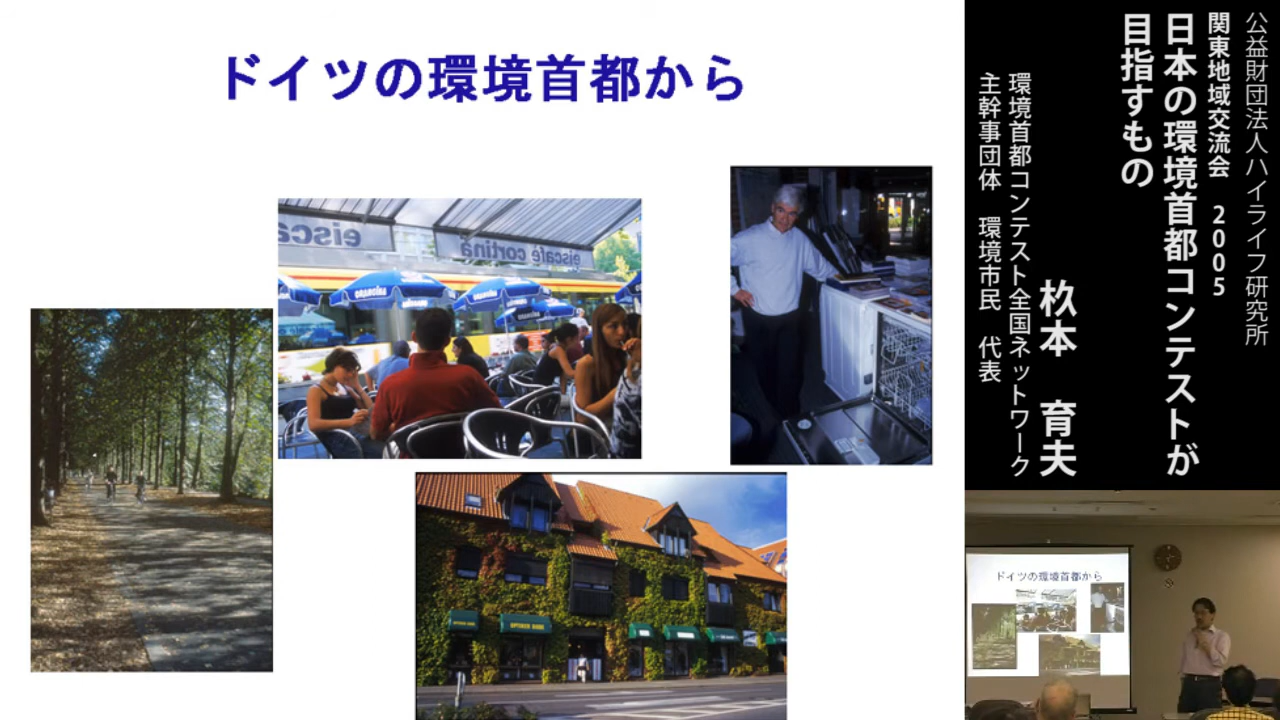 ドイツの環境首都から
eiscafé cortina
eisca
ORANGINA
公益財団法人ハイライフ研究所
関東地域交流会 2005
日本の環境首都コンテストが
目指すもの
杦本 育夫
環境首都コンテスト全国ネットワーク
主幹事団体 環境市民 代表
ドイツの環境首都から